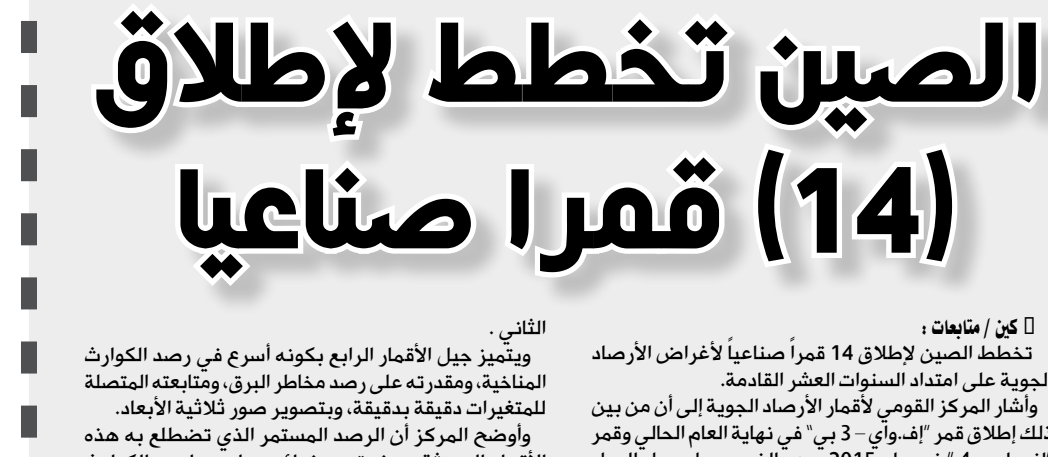 الصين تخطط لإطلاق
(14) قمرا صناعيا
كين / متابعات :
تخطط الصين لإطلاق 14 قمراً صناعياً لأغراض الأرصاد
الجوية على امتداد السنوات العشر القادمة.
وأشار المركز القومي لأقمار الأرصاد الجوية إلى أن من بين
ذلك إطلاق قمر "إف.واي – 3 بي" في نهاية العام الحالي وقمر
الثاني .
ويتميز جيل الأقمار الرابع بكونه أسرع في رصد الكوارث
المناخية، ومقدرته على رصد مخاطر البرق، ومتابعته المتصلة
للمتغيرات دقيقة بدقيقة، وبتصوير صور ثلاثية الأبعاد.
وأوضح المركز أن الرصد المستمر الذي تضطلع به هذه